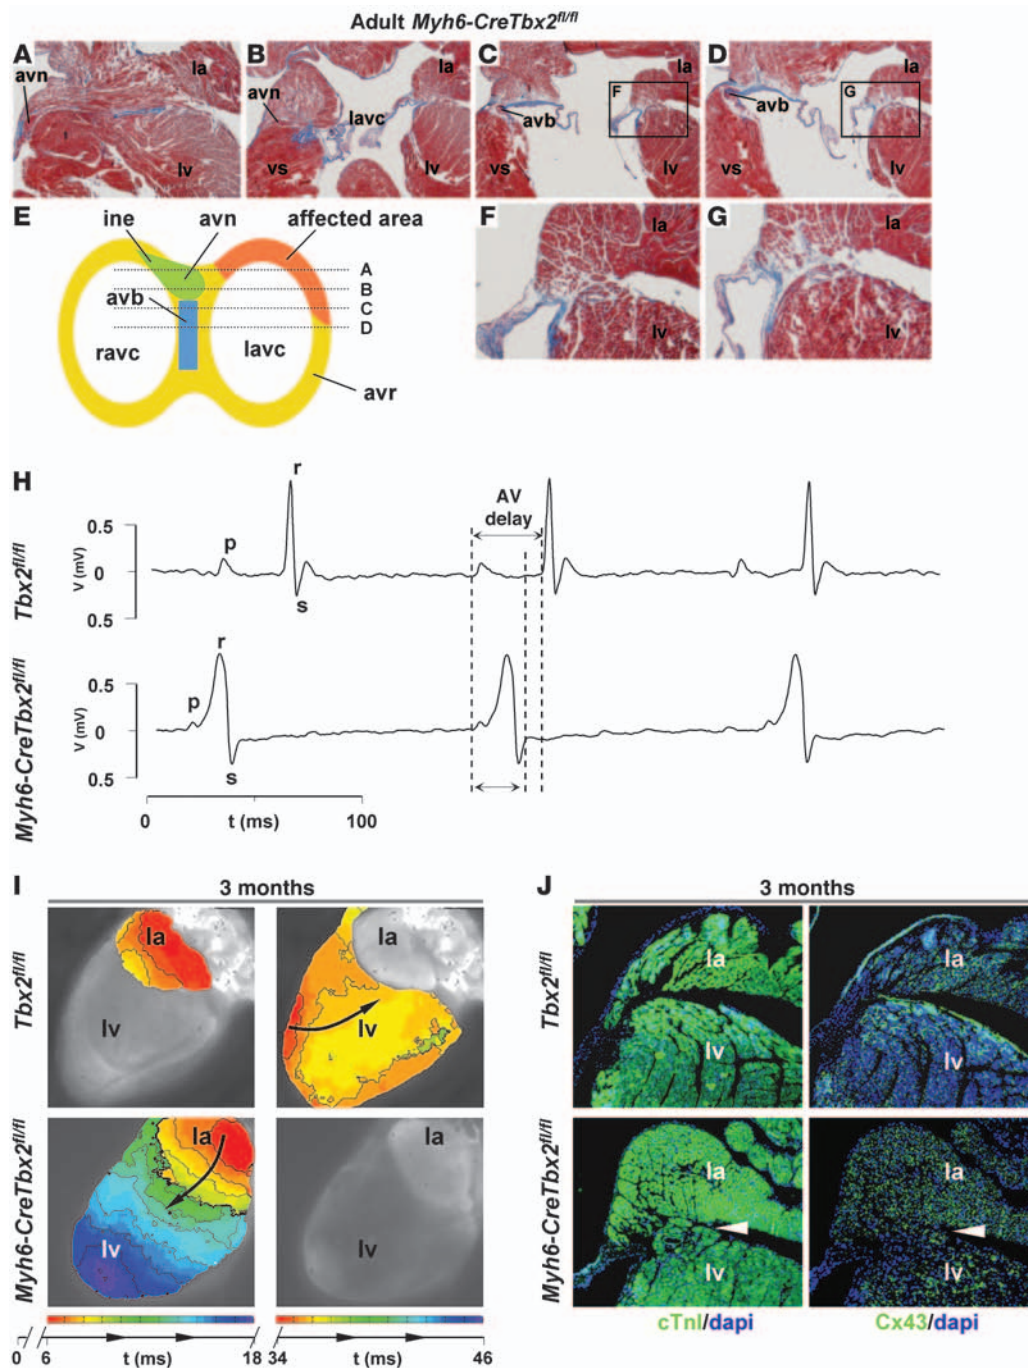 Adult Myh6-CreTbx2fl/fl
A
avn
la
lv
B
avn
lavc
la
vs
lv
C
F
la
avb
vs
lv
D
G
la
avb
vs
lv
E
ine
avn
affected area
A
B
C
D
avb
ravc
lavc
avr
F
la
lv
G
la
lv
H
Tbx2fl/fl
V (mV)
0.5
0
0.5
p
r
s
AV
delay
Myh6-CreTbx2fl/fl
V (mV)
0.5
0
0.5
p
r
s
0
t (ms)
100
I
3 months
Tbx2fl/fl
la
lv
la
lv
Myh6-CreTbx2fl/fl
la
lv
la
lv
0
6
t (ms)
18
34
t (ms)
46
J
3 months
Tbx2fl/fl
la
lv
la
lv
Myh6-CreTbx2fl/fl
la
lv
la
lv
cTnI/dapi
Cx43/dapi